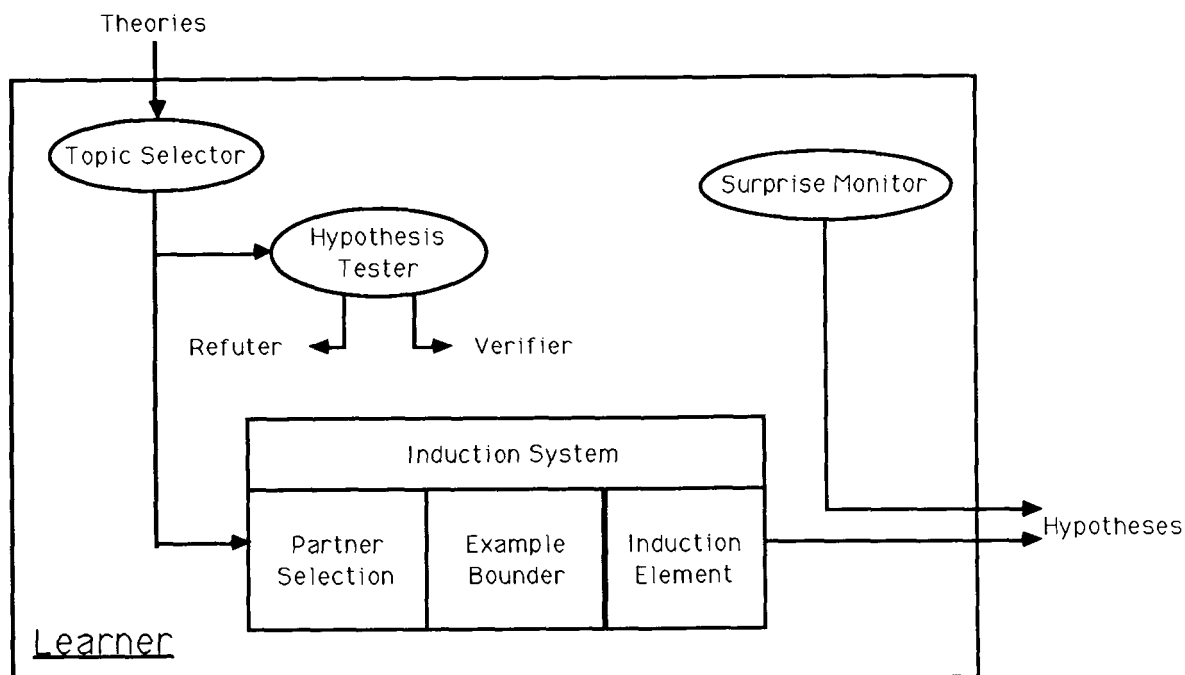 Theories
Topic Selector
Surprise Monitor
Hypothesis
Tester
Refuter
Verifier
Induction System
Partner
Selection
Example
Bounder
Induction
Element
Hypotheses
Learner